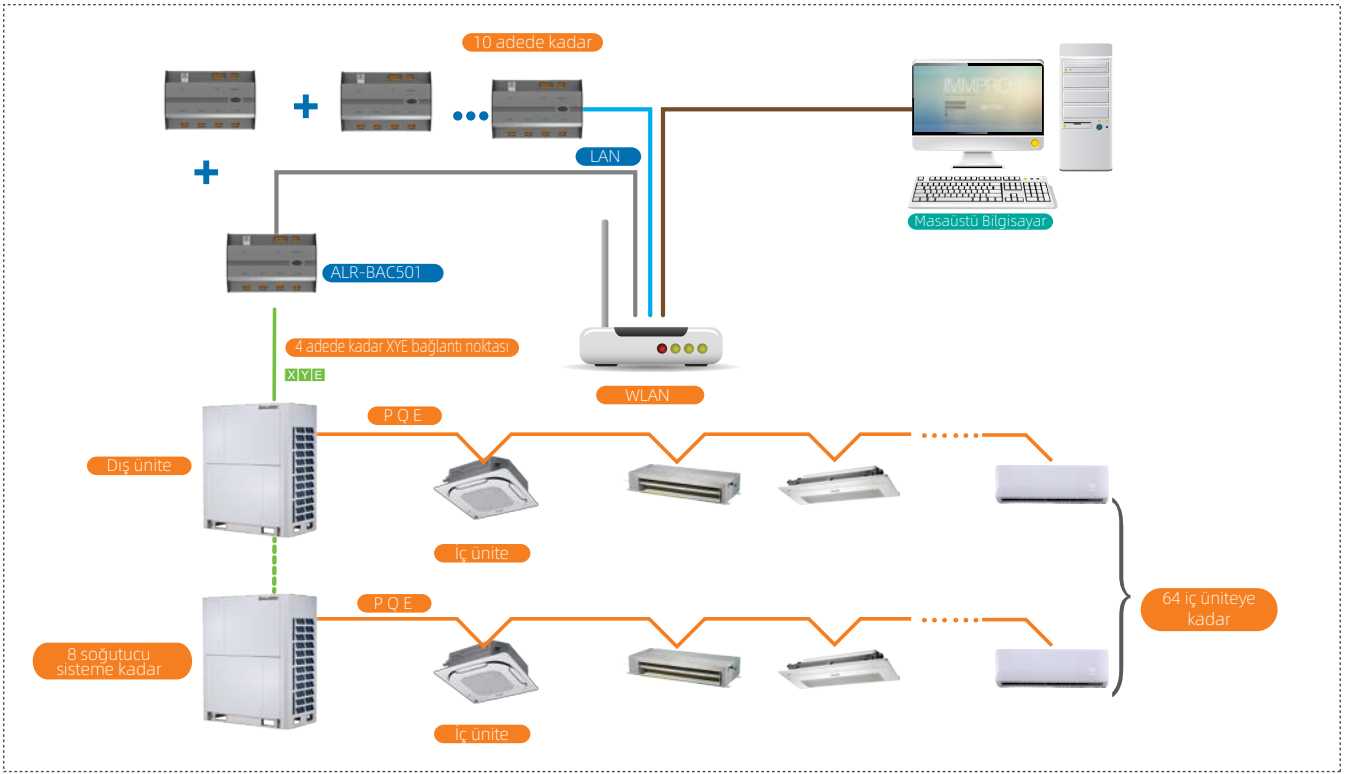 10 adede kadar
IMMPRO
LAN
Masaüstü Bilgisayar
ALR-BAC501
4 adede kadar XYE bağlantı noktası
X Y E
WLAN
P Q E
Dış ünite
İç ünite
P Q E
64 iç üniteye
kadar
8 soğutucu
sisteme kadar
İç ünite